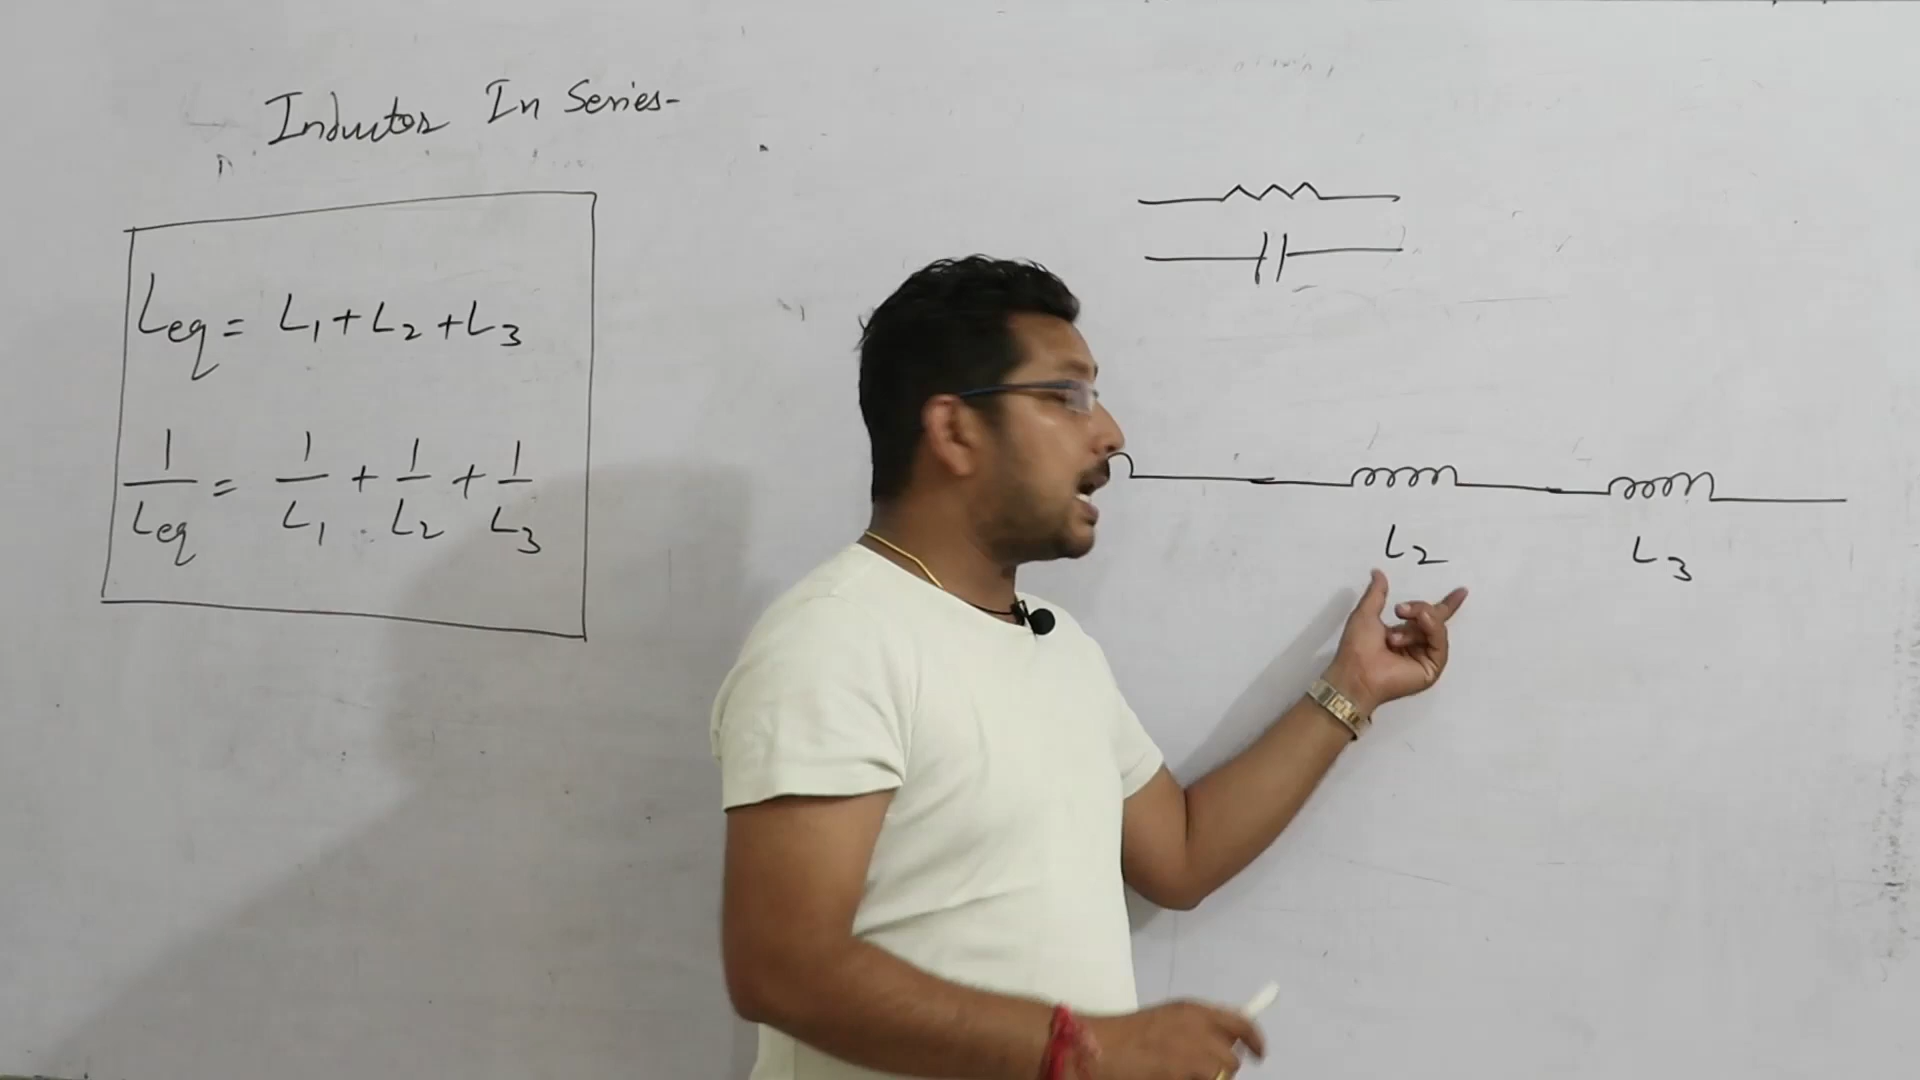 Inductor In Series-
Leq = L1 + L2 + L3
1/Leq = 1/L1 + 1/L2 + 1/L3
L2 L3